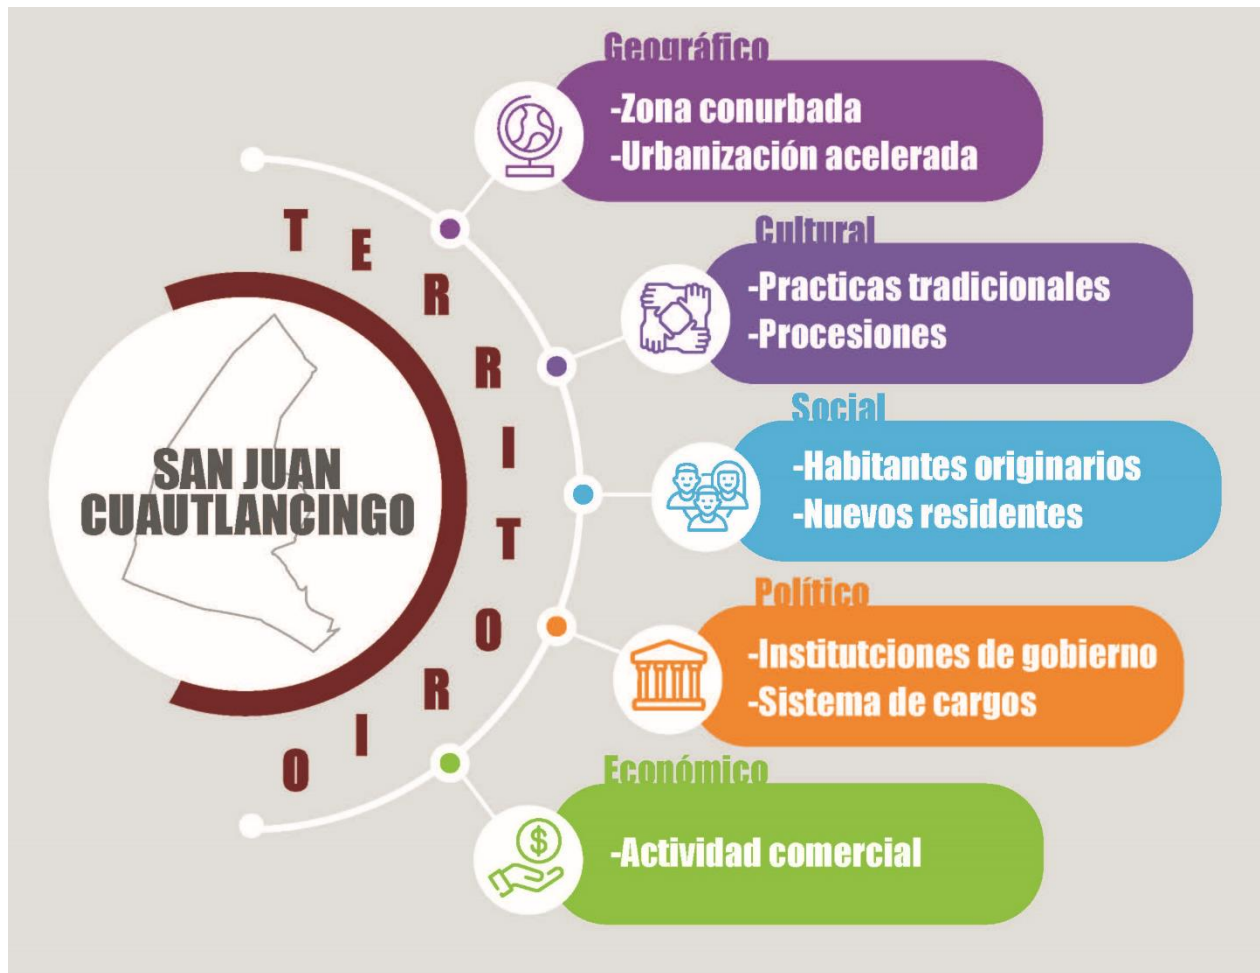 Geográfico
-Zona conurbada
-Urbanización acelerada
Cultural
-Practicas tradicionales
-Procesiones
TERRITORIO
SAN JUAN
CUAUTLANCINGO
Social
-Habitantes originarios
-Nuevos residentes
Político
-Institutciones de gobierno
-Sistema de cargos
Económico
$
-Actividad comercial